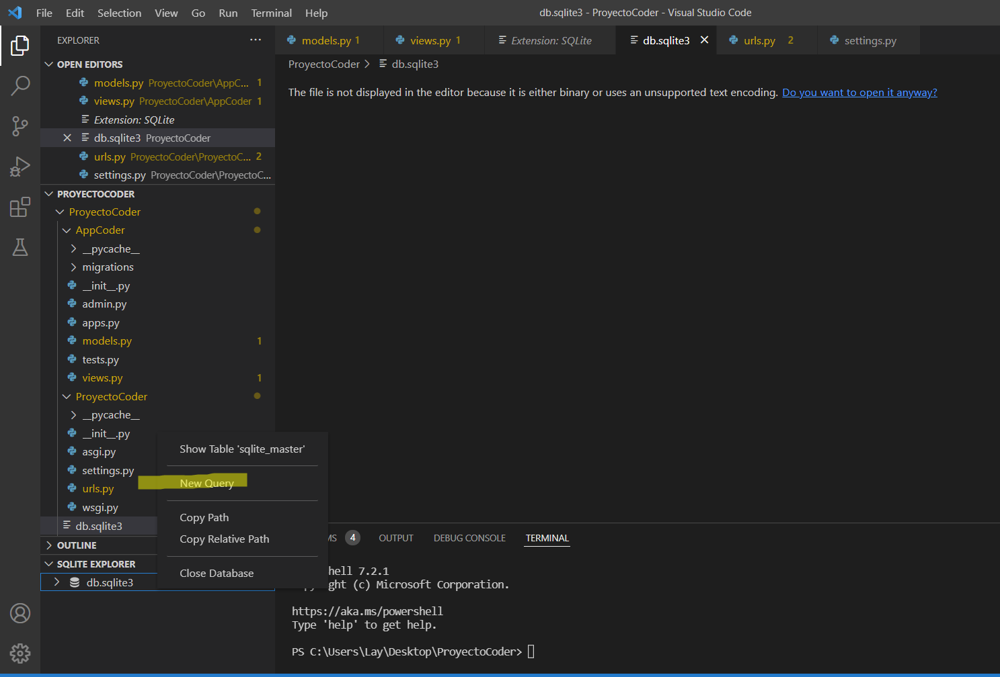 File Edit Selection View Go Run Terminal Help
db.sqlite3 - ProyectoCoder - Visual Studio Code
EXPLORER ···
OPEN EDITORS
models.py ProyectoCoder\AppC... 1
views.py ProyectoCoder\AppCoder 1
Extension: SQLite
db.sqlite3 ProyectoCoder
urls.py ProyectoCoder\ProyectoC... 2
settings.py ProyectoCoder\ProyectoC...
PROYECTOCODER
ProyectoCoder
AppCoder
__pycache__
migrations
__init__.py
admin.py
apps.py
models.py 1
tests.py
views.py 1
ProyectoCoder
__pycache__
__init__.py
asgi.py
settings.py
urls.py
wsgi.py
db.sqlite3
OUTLINE
SQLITE EXPLORER
db.sqlite3
Show Table 'sqlite_master'
New Query
Copy Path
Copy Relative Path
Close Database
models.py 1 views.py 1 Extension: SQLite db.sqlite3 urls.py 2 settings.py
ProyectoCoder > db.sqlite3
The file is not displayed in the editor because it is either binary or uses an unsupported text encoding. Do you want to open it anyway?
MS 4 OUTPUT DEBUG CONSOLE TERMINAL
hell 7.2.1
ght (c) Microsoft Corporation.
https://aka.ms/powershell
Type 'help' to get help.
PS C:\Users\Lay\Desktop\ProyectoCoder>